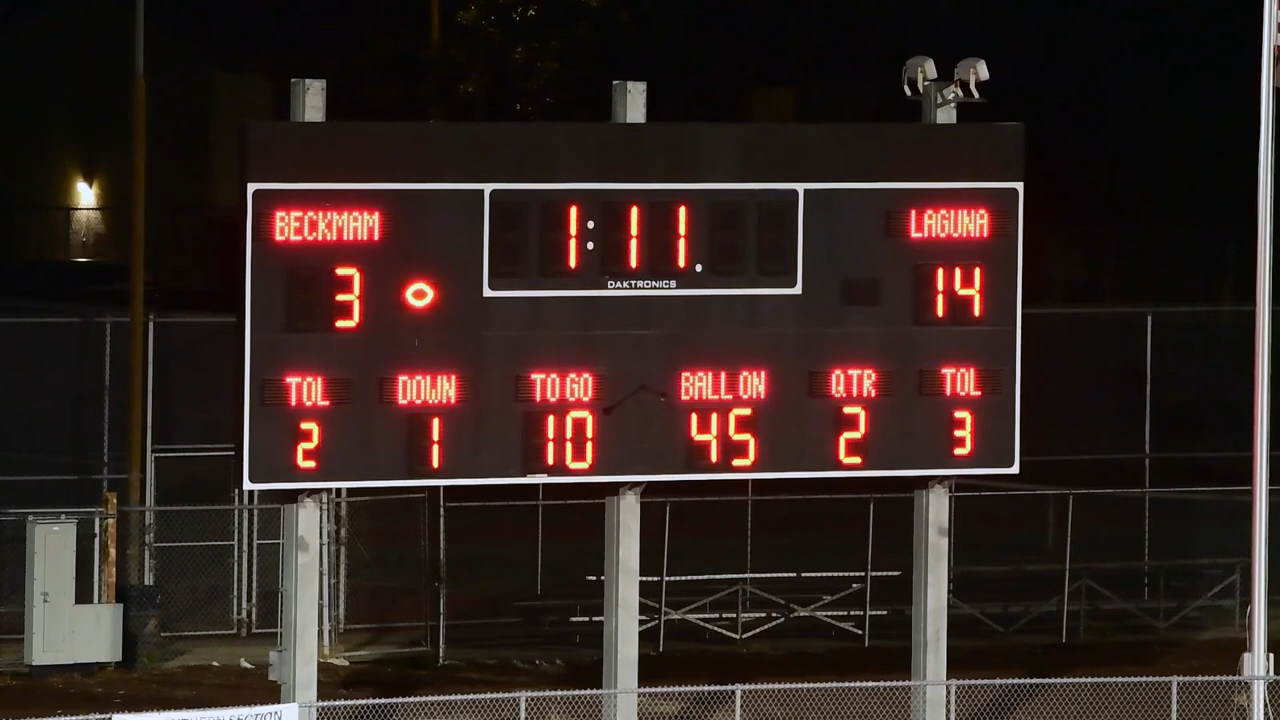 BECKMAM 1:11. LAGUNA
3 14
DAKTRONICS
TOL DOWN TO GO BALL ON QTR TOL
2 1 10 45 2 3
SECTION